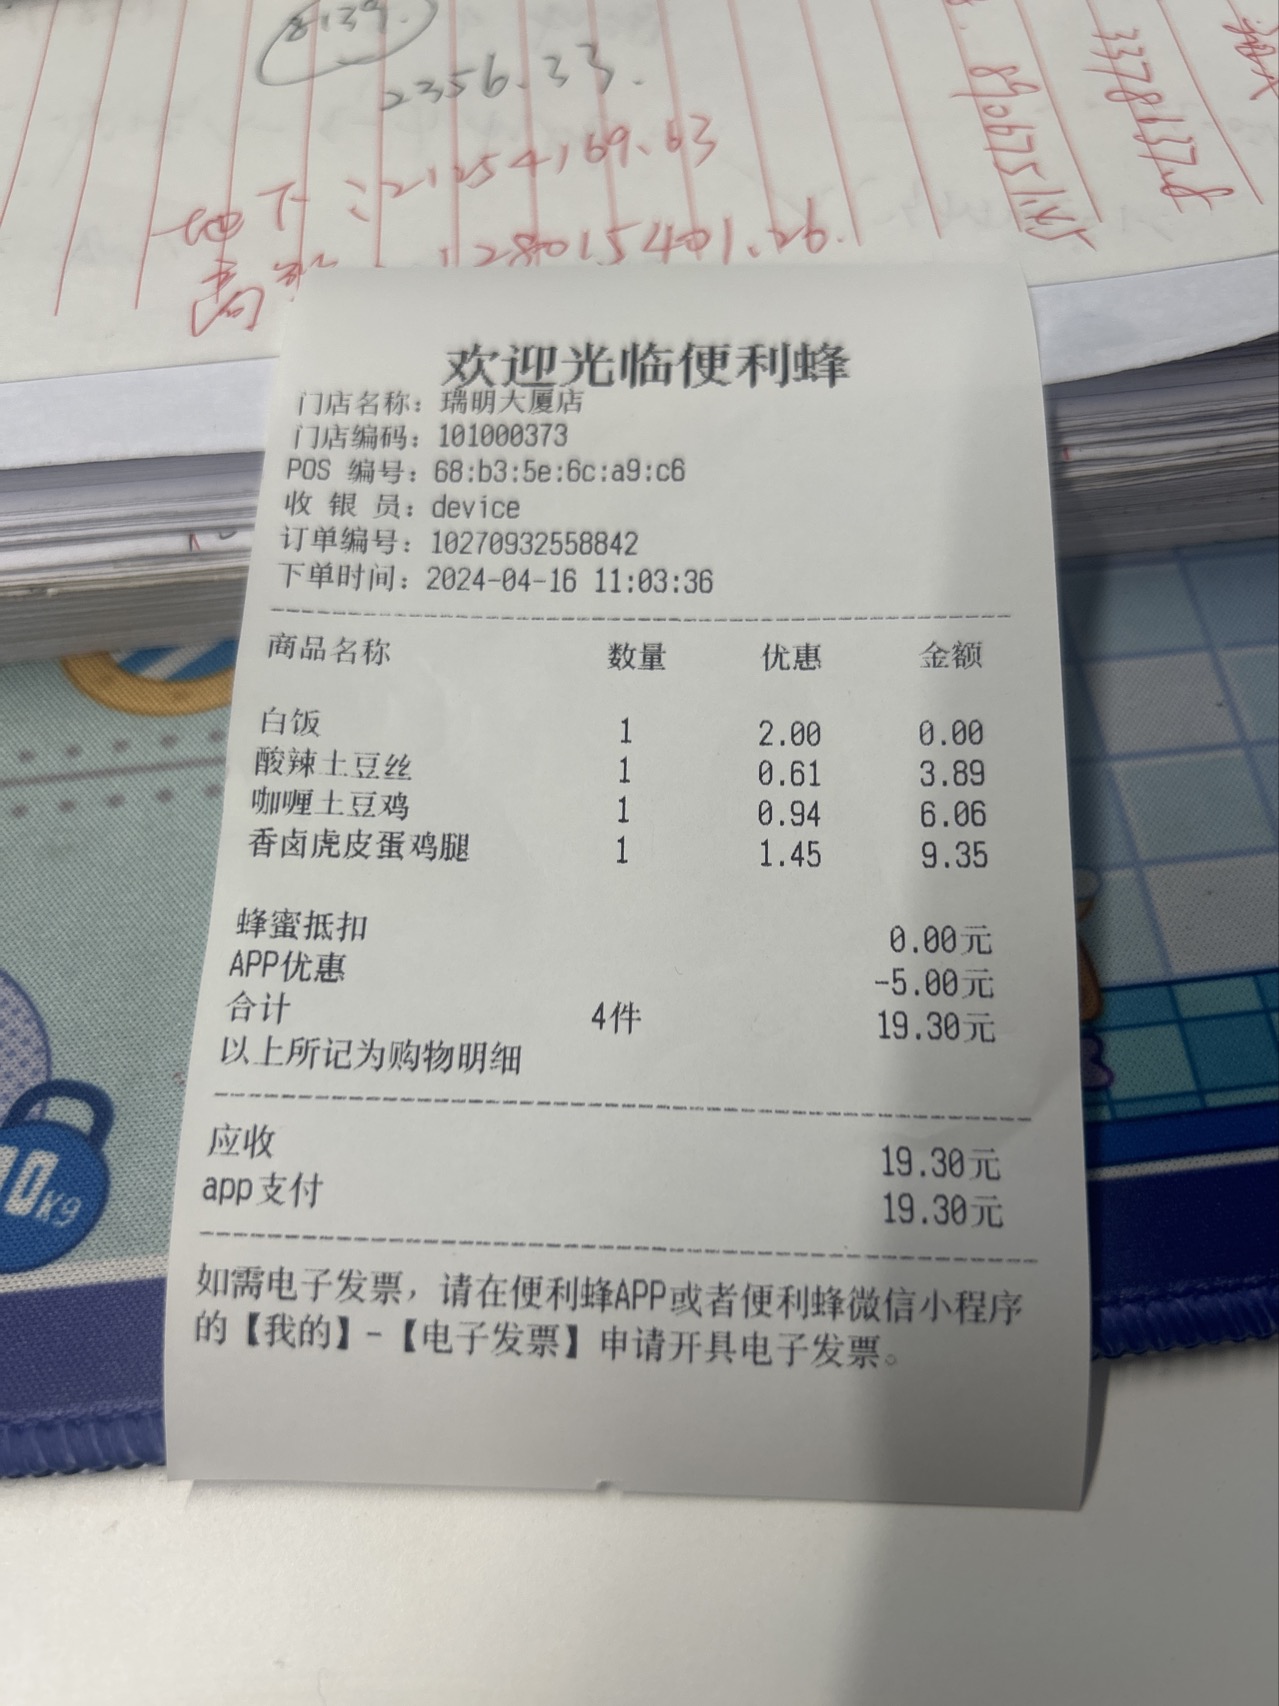 8139.
2356.33.
地下:21254169.63
128015401.26.
欢迎光临便利蜂
门店名称：瑞明大厦店
门店编码：101000373
POS 编号：68:b3:5e:6c:a9:c6
收 银 员：device
订单编号：10270932558842
下单时间：2024-04-16 11:03:36
商品名称 数量 优惠 金额
白饭 1 2.00 0.00
酸辣土豆丝 1 0.61 3.89
咖喱土豆鸡 1 0.94 6.06
香卤虎皮蛋鸡腿 1 1.45 9.35
蜂蜜抵扣 0.00元
APP优惠 -5.00元
合计 4件 19.30元
以上所记为购物明细
应收 19.30元
app支付 19.30元
如需电子发票，请在便利蜂APP或者便利蜂微信小程序
的【我的】-【电子发票】申请开具电子发票。